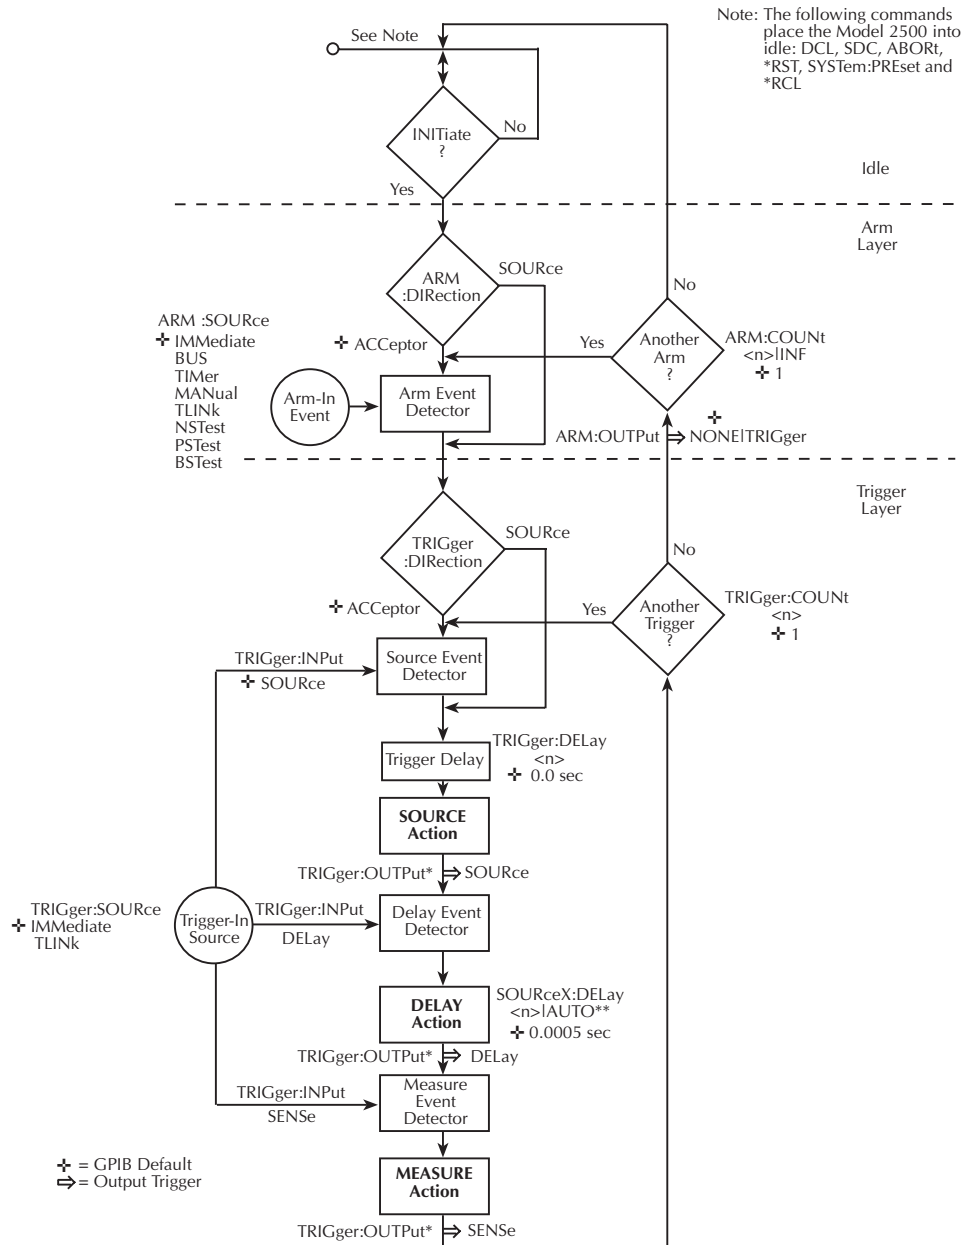 Note: The following commands
place the Model 2500 into
idle: DCL, SDC, ABORt,
*RST, SYSTem:PREset and
*RCL
See Note
INITiate
?
No
Yes
Idle
Arm
Layer
ARM
:DIRection
SOURce
No
ARM :SOURce
✛ IMMediate
BUS
TIMer
MANual
TLINk
NSTest
PSTest
BSTest
✛ ACCeptor
Yes
Another
Arm
?
ARM:COUNt
<n>|INF
✛ 1
Arm-In
Event
Arm Event
Detector
✛
ARM:OUTPut ⇒ NONE|TRIGger
Trigger
Layer
TRIGger
:DIRection
SOURce
No
✛ ACCeptor
Yes
Another
Trigger
?
TRIGger:COUNt
<n>
✛ 1
TRIGger:INPut
✛ SOURce
Source Event
Detector
Trigger Delay
TRIGger:DELay
<n>
✛ 0.0 sec
SOURCE
Action
TRIGger:OUTPut* ⇒ SOURce
TRIGger:SOURce
✛ IMMediate
TLINk
Trigger-In
Source
TRIGger:INPut
DELay
Delay Event
Detector
DELAY
Action
SOURceX:DELay
<n>|AUTO**
✛ 0.0005 sec
TRIGger:OUTPut* ⇒ DELay
TRIGger:INPut
SENSe
Measure
Event
Detector
✛ = GPIB Default
⇒ = Output Trigger
MEASURE
Action
TRIGger:OUTPut* ⇒ SENSe